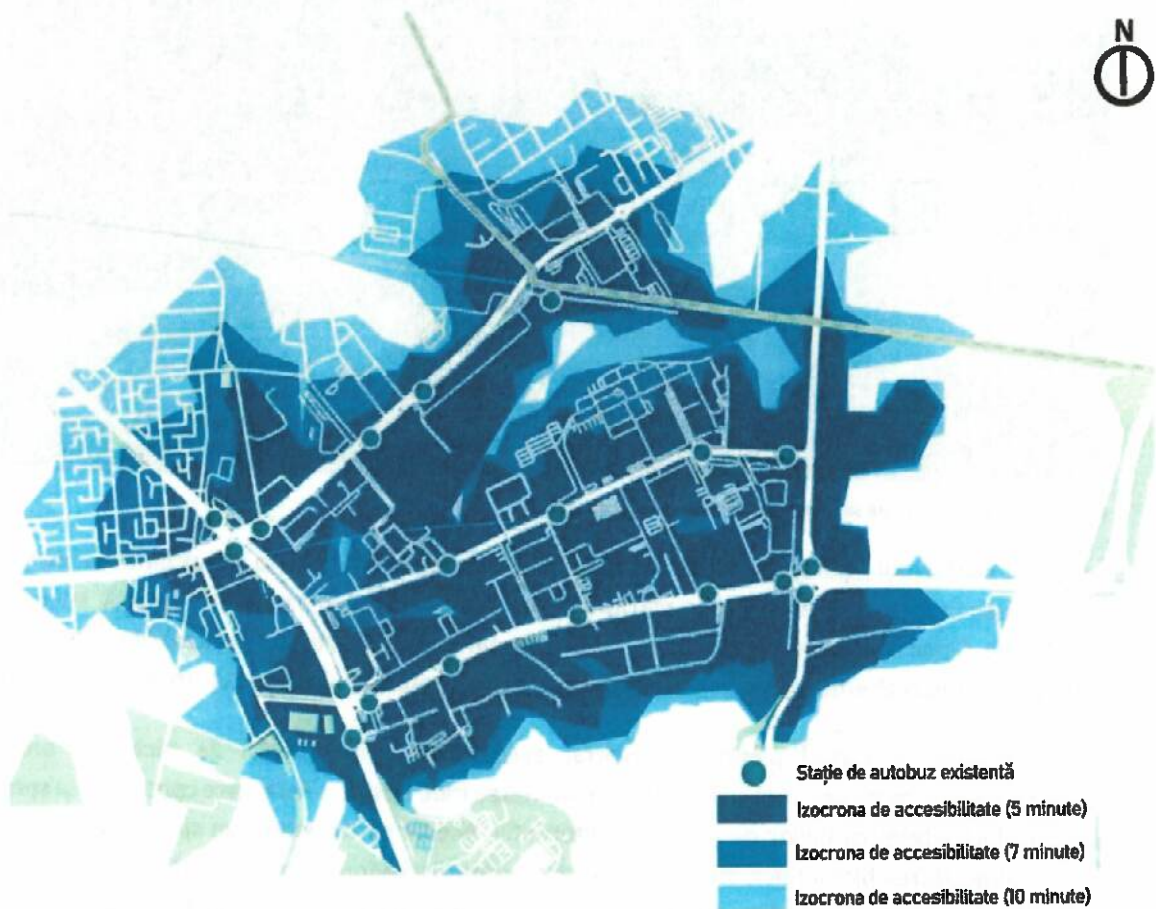 N
Stație de autobuz existentă
Izocrona de accesibilitate (5 minute)
Izocrona de accesibilitate (7 minute)
Izocrona de accesibilitate (10 minute)